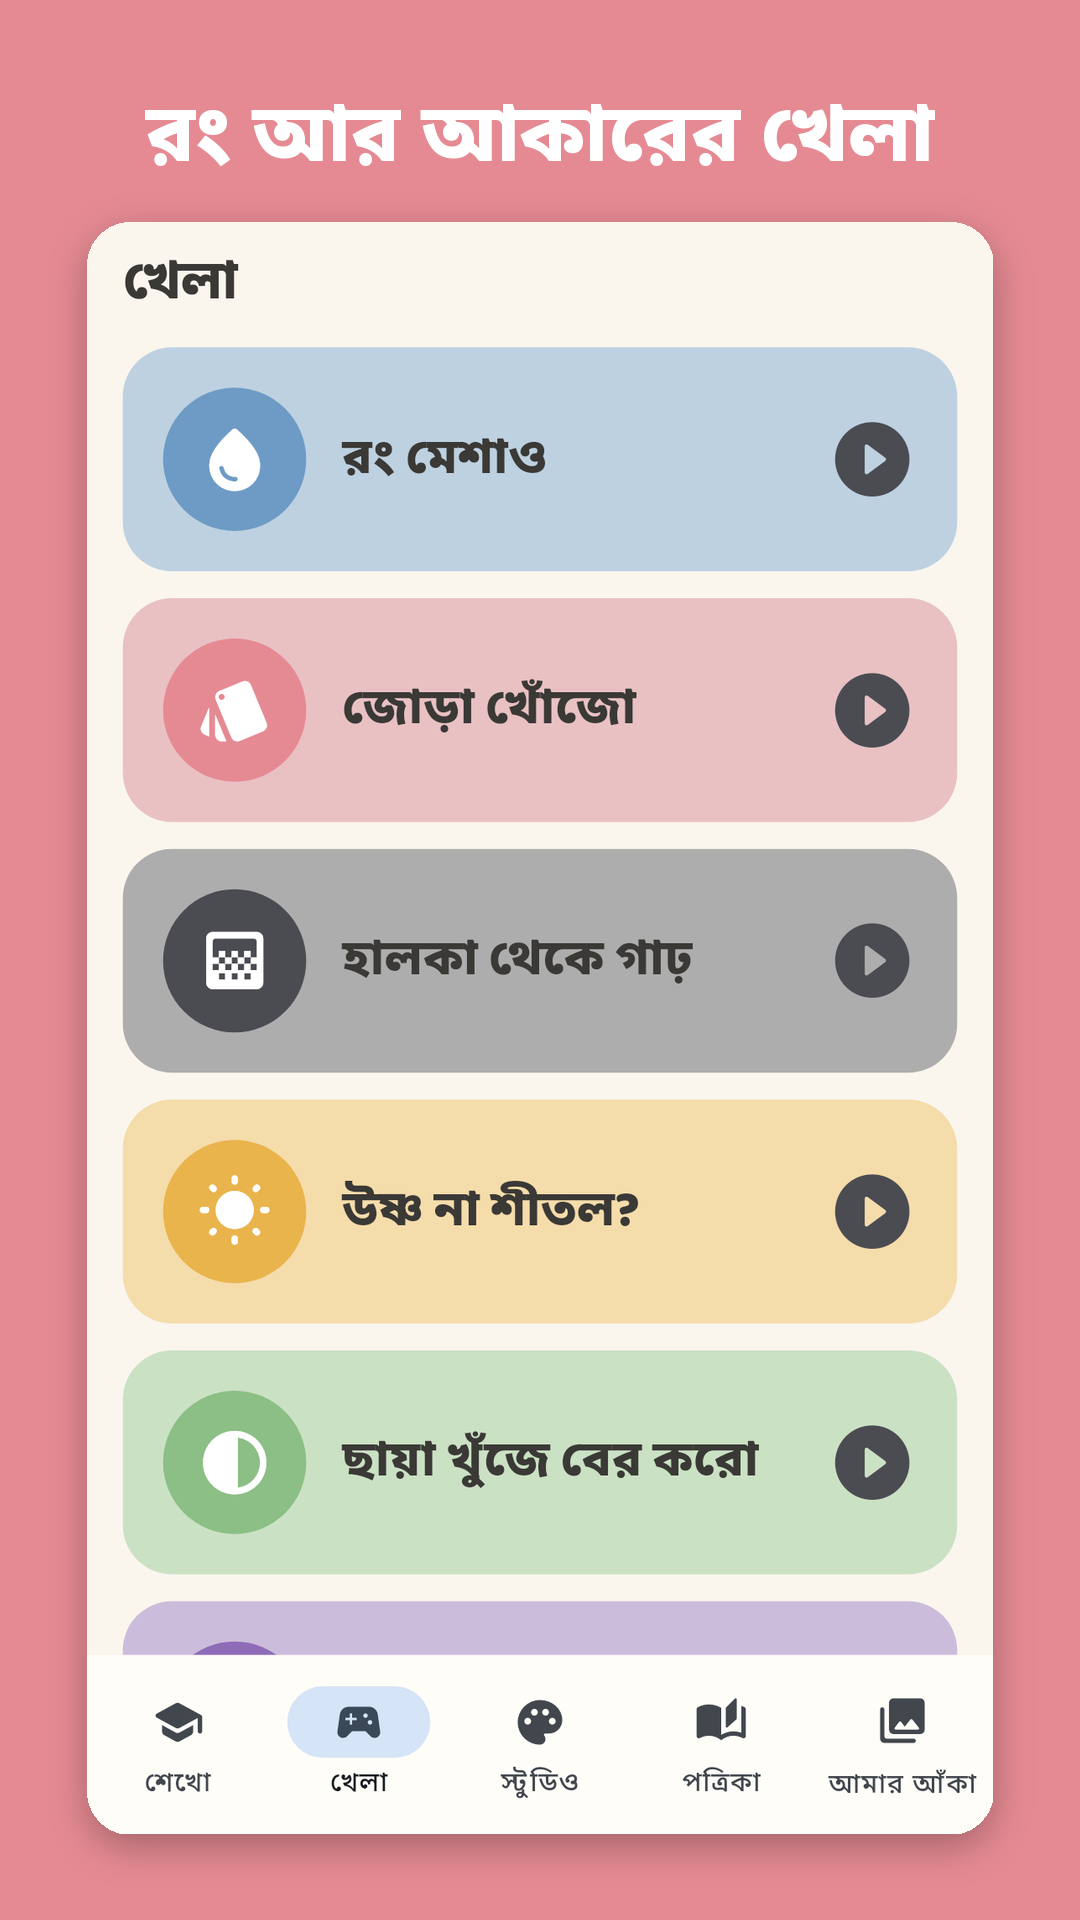 রং আর আকারের খেলা
খেলা
রং মেশাও
জোড়া খোঁজো
হালকা থেকে গাঢ়
উষ্ণ না শীতল?
ছায়া খুঁজে বের করো
শেখো
খেলা
স্টুডিও
পত্রিকা
আমার আঁকা